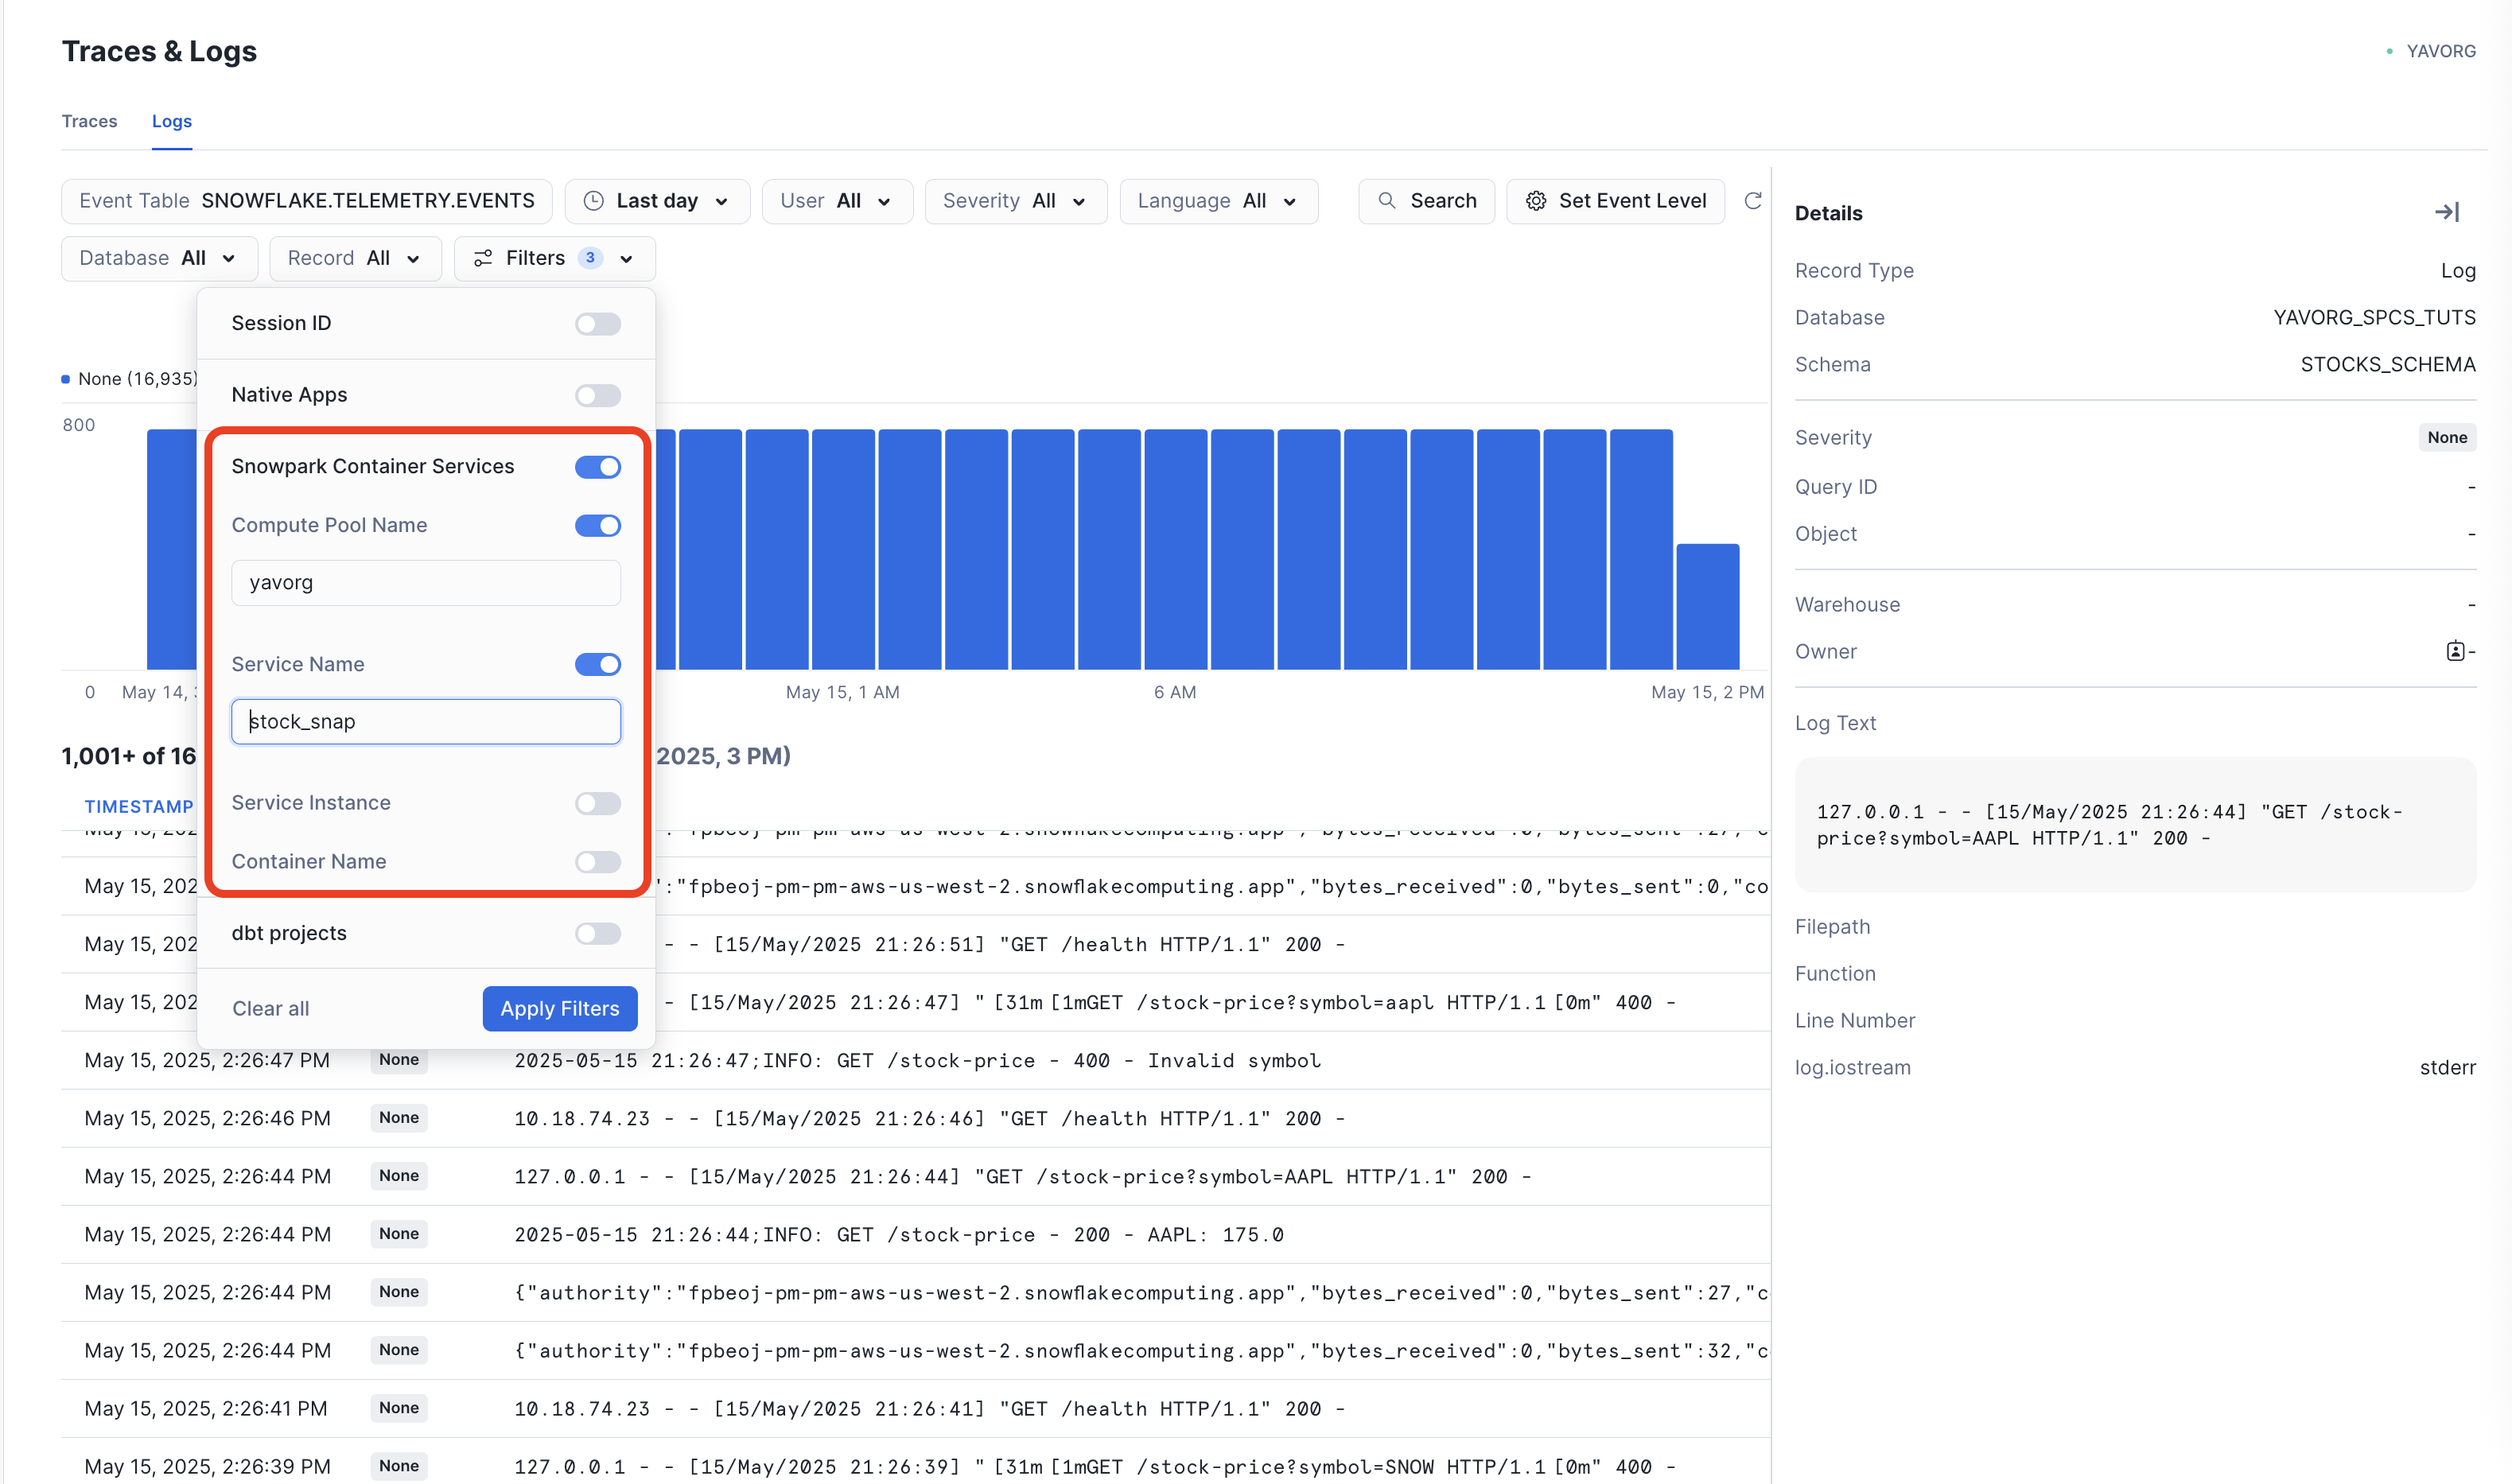 Traces & Logs
YAVORG
Traces Logs
Event Table SNOWFLAKE.TELEMETRY.EVENTS Last day User All Severity All Language All Search Set Event Level
Database All Record All Filters 3
Session ID
Native Apps
None (16,935)
800
Snowpark Container Services
Compute Pool Name
yavorg
Service Name
0 May 14, May 15, 1 AM 6 AM May 15, 2 PM
stock_snap
1,001+ of 16 2025, 3 PM)
Service Instance
TIMESTAMP
Container Name
May 15, 202 ":"fpbeoj-pm-pm-aws-us-west-2.snowflakecomputing.app","bytes_received":0,"bytes_sent":0,"co
dbt projects
May 15, 202 - - [15/May/2025 21:26:51] "GET /health HTTP/1.1" 200 -
May 15, 202 - [15/May/2025 21:26:47] "[31m[1mGET /stock-price?symbol=aapl HTTP/1.1[0m" 400 -
Clear all Apply Filters
May 15, 2025, 2:26:47 PM None 2025-05-15 21:26:47;INFO: GET /stock-price - 400 - Invalid symbol
May 15, 2025, 2:26:46 PM None 10.18.74.23 - - [15/May/2025 21:26:46] "GET /health HTTP/1.1" 200 -
May 15, 2025, 2:26:44 PM None 127.0.0.1 - - [15/May/2025 21:26:44] "GET /stock-price?symbol=AAPL HTTP/1.1" 200 -
May 15, 2025, 2:26:44 PM None 2025-05-15 21:26:44;INFO: GET /stock-price - 200 - AAPL: 175.0
May 15, 2025, 2:26:44 PM None {"authority":"fpbeoj-pm-pm-aws-us-west-2.snowflakecomputing.app","bytes_received":0,"bytes_sent":27,"c
May 15, 2025, 2:26:44 PM None {"authority":"fpbeoj-pm-pm-aws-us-west-2.snowflakecomputing.app","bytes_received":0,"bytes_sent":32,"c
May 15, 2025, 2:26:41 PM None 10.18.74.23 - - [15/May/2025 21:26:41] "GET /health HTTP/1.1" 200 -
May 15, 2025, 2:26:39 PM None 127.0.0.1 - - [15/May/2025 21:26:39] "[31m[1mGET /stock-price?symbol=SNOW HTTP/1.1[0m" 400 -
Details
Record Type Log
Database YAVORG_SPCS_TUTS
Schema STOCKS_SCHEMA
Severity None
Query ID -
Object -
Warehouse -
Owner -
Log Text
127.0.0.1 - - [15/May/2025 21:26:44] "GET /stock-
price?symbol=AAPL HTTP/1.1" 200 -
Filepath
Function
Line Number
log.iostream stderr